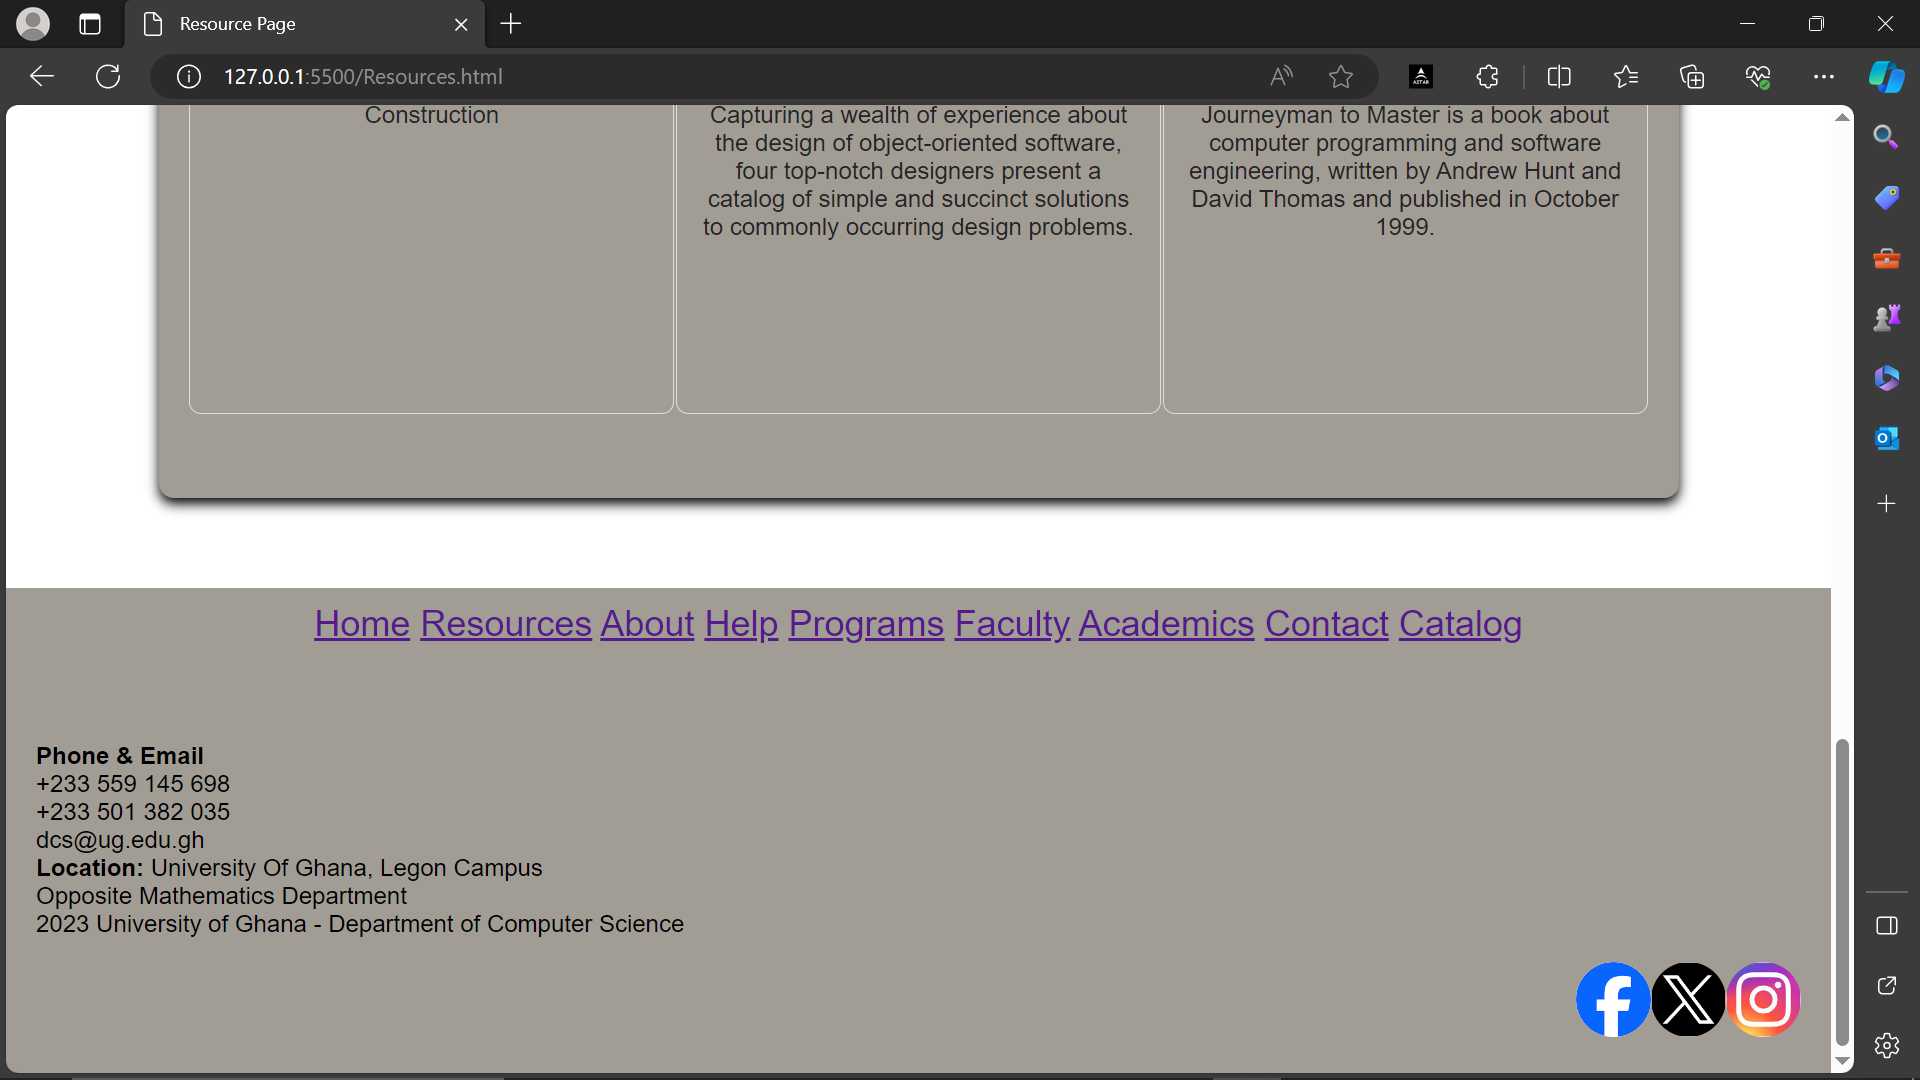 Resource Page
127.0.0.1:5500/Resources.html
ASTAR
Construction
Capturing a wealth of experience about
the design of object-oriented software,
four top-notch designers present a
catalog of simple and succinct solutions
to commonly occurring design problems.
Journeyman to Master is a book about
computer programming and software
engineering, written by Andrew Hunt and
David Thomas and published in October
1999.
Home Resources About Help Programs Faculty Academics Contact Catalog
Phone & Email
+233 559 145 698
+233 501 382 035
dcs@ug.edu.gh
Location: University Of Ghana, Legon Campus
Opposite Mathematics Department
2023 University of Ghana - Department of Computer Science